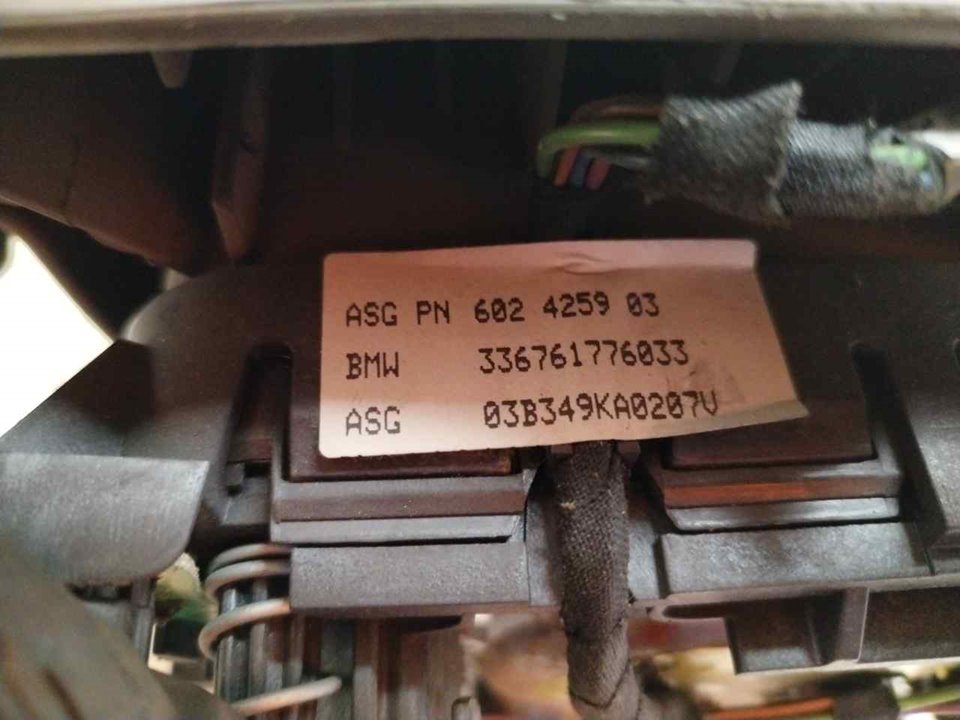 ASG PN 602 4259 03
BMW 336761776033
ASG 03B349KA0207V